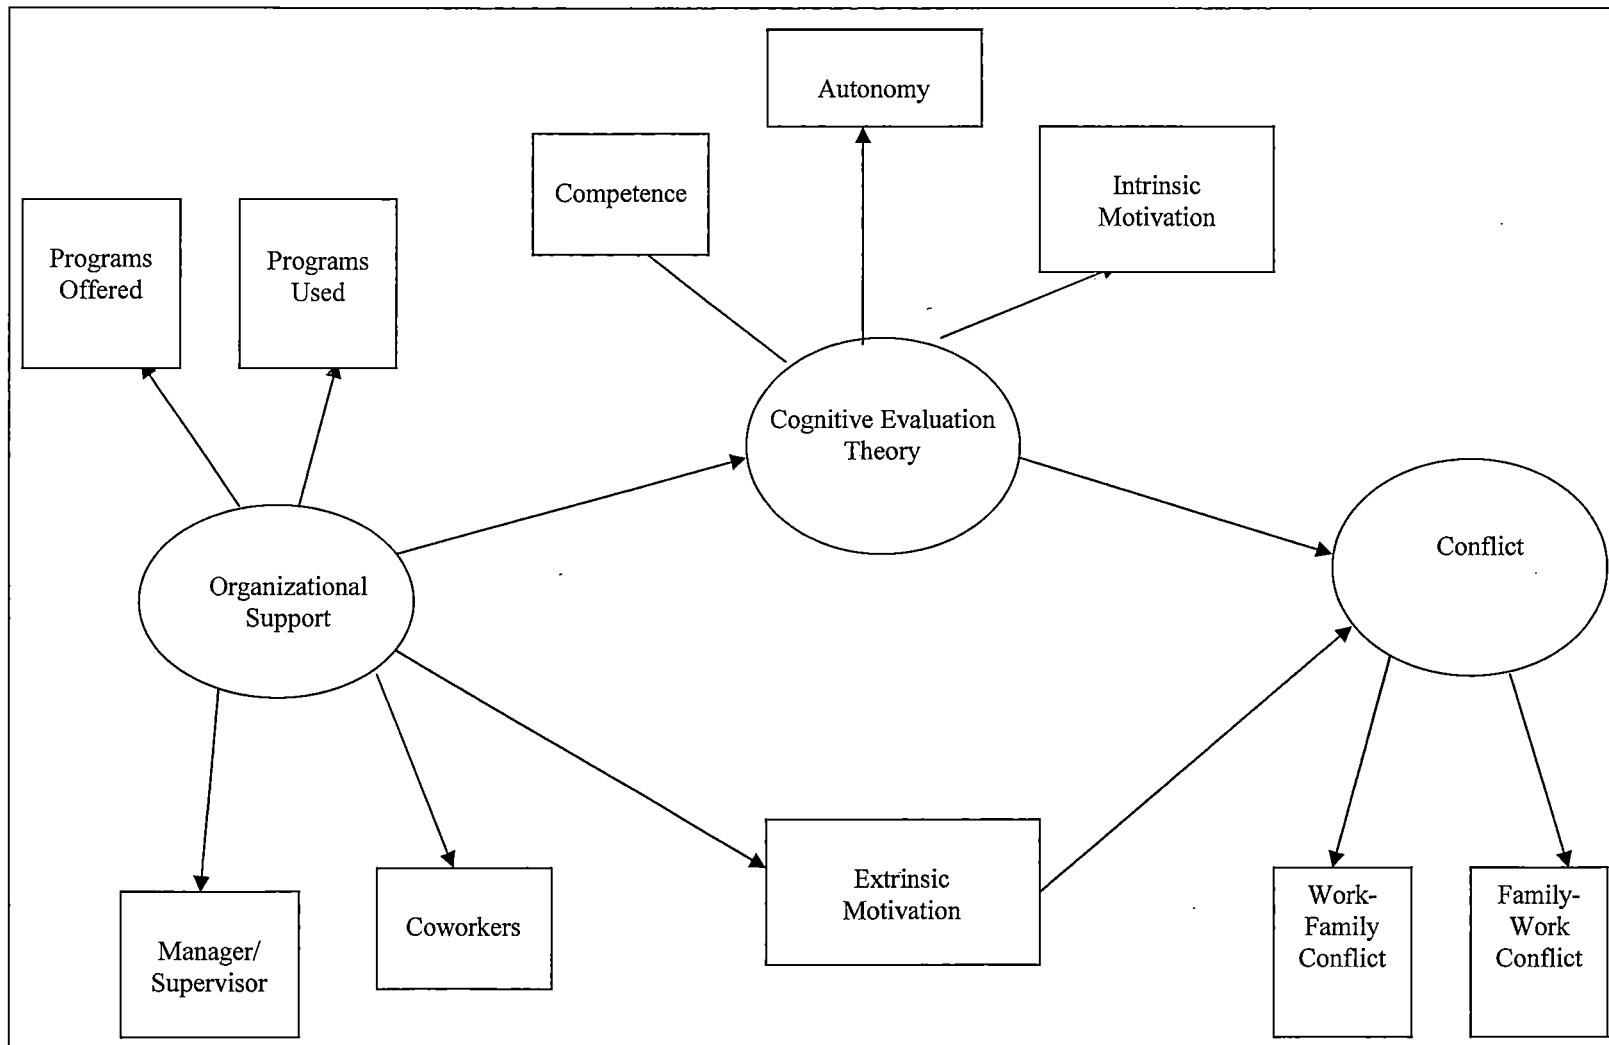 Autonomy
Competence
Intrinsic
Motivation
Programs
Offered
Programs
Used
Cognitive Evaluation
Theory
Conflict
Organizational
Support
Extrinsic
Motivation
Work-
Family
Conflict
Family-
Work
Conflict
Coworkers
Manager/
Supervisor